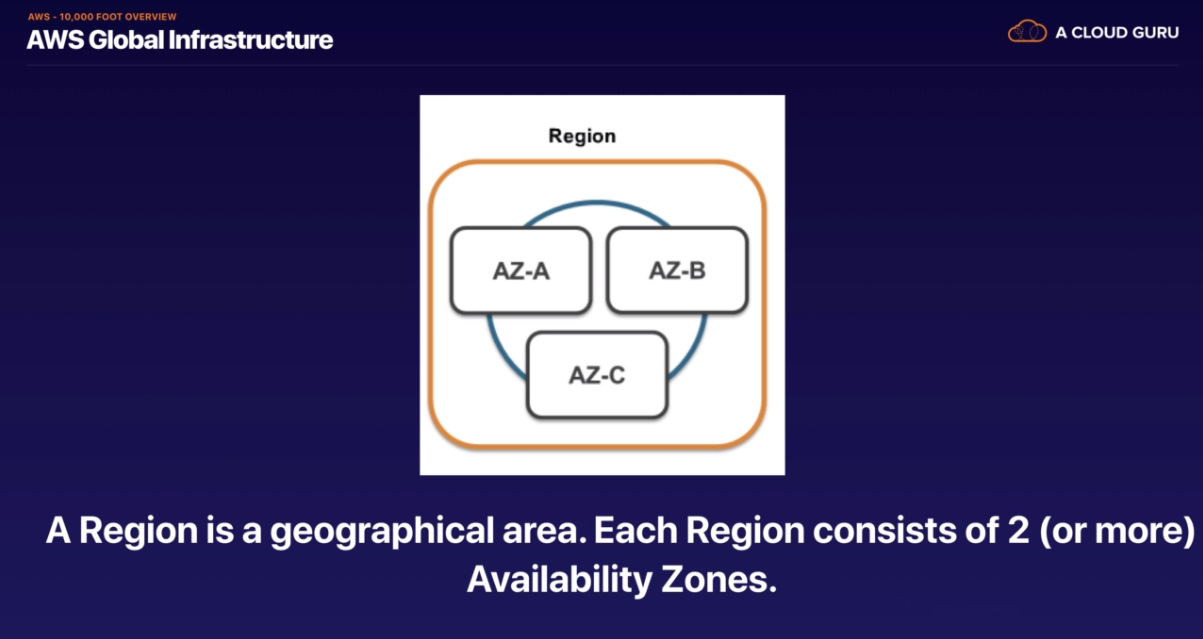 AWS - 10,000 FOOT OVERVIEW
AWS Global Infrastructure
A CLOUD GURU
Region
AZ-A
AZ-B
AZ-C
A Region is a geographical area. Each Region consists of 2 (or more)
Availability Zones.